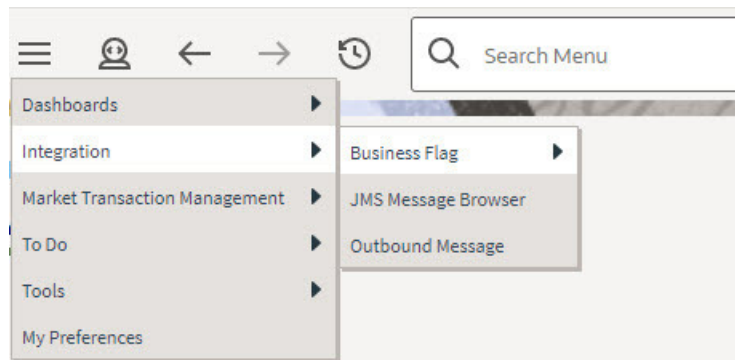 Search Menu
Dashboards
Integration
Business Flag
Market Transaction Management
JMS Message Browser
To Do
Outbound Message
Tools
My Preferences